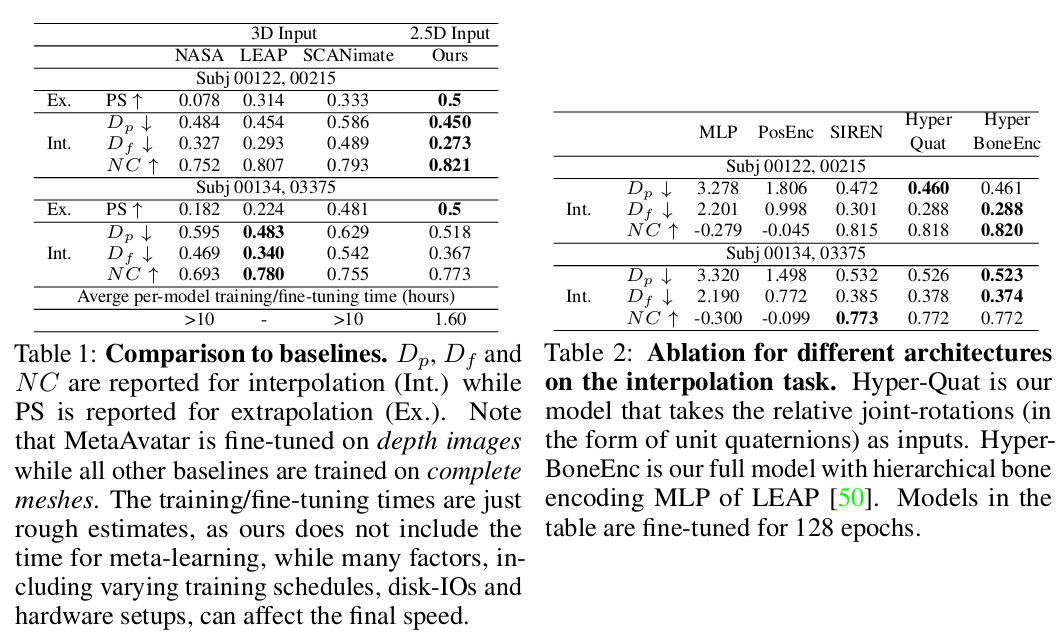 3D Input 2.5D Input
NASA LEAP SCANimate Ours
Subj 00122, 00215
Ex. PS ↑ 0.078 0.314 0.333 0.5
D_p ↓ 0.484 0.454 0.586 0.450
Int. D_f ↓ 0.327 0.293 0.489 0.273
NC ↑ 0.752 0.807 0.793 0.821
Subj 00134, 03375
Ex. PS ↑ 0.182 0.224 0.481 0.5
D_p ↓ 0.595 0.483 0.629 0.518
Int. D_f ↓ 0.469 0.340 0.542 0.367
NC ↑ 0.693 0.780 0.755 0.773
Averge per-model training/fine-tuning time (hours)
>10 - >10 1.60
Table 1: Comparison to baselines. D_p, D_f and
NC are reported for interpolation (Int.) while
PS is reported for extrapolation (Ex.). Note
that MetaAvatar is fine-tuned on depth images
while all other baselines are trained on complete
meshes. The training/fine-tuning times are just
rough estimates, as ours does not include the
time for meta-learning, while many factors, in-
cluding varying training schedules, disk-IOs and
hardware setups, can affect the final speed.
MLP PosEnc SIREN Hyper Quat Hyper BoneEnc
Subj 00122, 00215
D_p ↓ 3.278 1.806 0.472 0.460 0.461
Int. D_f ↓ 2.201 0.998 0.301 0.288 0.288
NC ↑ -0.279 -0.045 0.815 0.818 0.820
Subj 00134, 03375
D_p ↓ 3.320 1.498 0.532 0.526 0.523
Int. D_f ↓ 2.190 0.772 0.385 0.378 0.374
NC ↑ -0.300 -0.099 0.773 0.772 0.772
Table 2: Ablation for different architectures
on the interpolation task. Hyper-Quat is our
model that takes the relative joint-rotations (in
the form of unit quaternions) as inputs. Hyper-
BoneEnc is our full model with hierarchical bone
encoding MLP of LEAP [50]. Models in the
table are fine-tuned for 128 epochs.